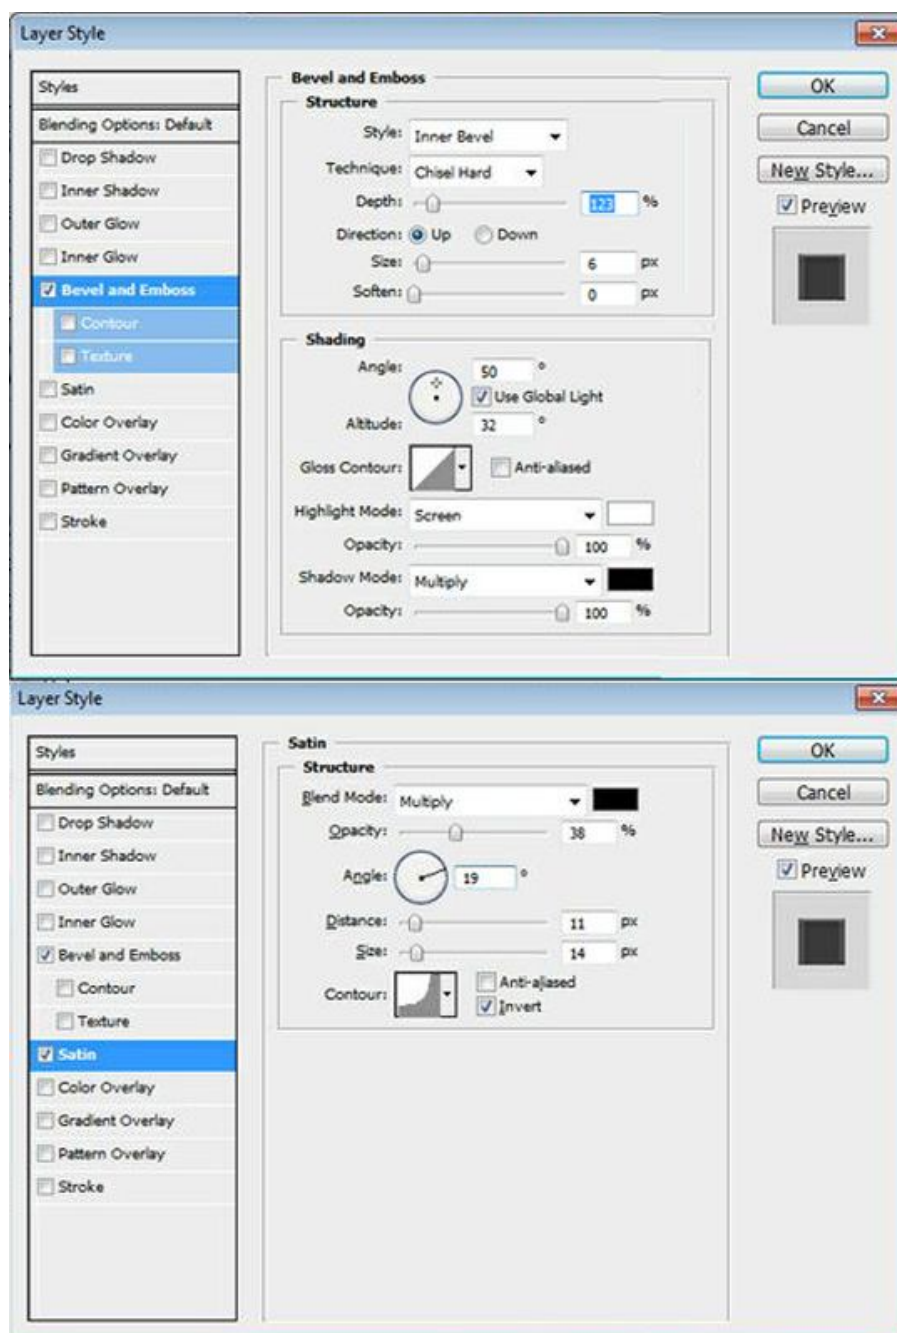 Layer Style
Styles
Blending Options: Default
Drop Shadow
Inner Shadow
Outer Glow
Inner Glow
Bevel and Emboss
Contour
Texture
Satin
Color Overlay
Gradient Overlay
Pattern Overlay
Stroke
Bevel and Emboss
Structure
Style: Inner Bevel
Technique: Chisel Hard
Depth: 123 %
Direction: Up Down
Size: 6 px
Soften: 0 px
Shading
Angle: 50 °
Use Global Light
Altitude: 32 °
Gloss Contour: Anti-aliased
Highlight Mode: Screen
Opacity: 100 %
Shadow Mode: Multiply
Opacity: 100 %
OK
Cancel
New Style...
Preview
Layer Style
Styles
Blending Options: Default
Drop Shadow
Inner Shadow
Outer Glow
Inner Glow
Bevel and Emboss
Contour
Texture
Satin
Color Overlay
Gradient Overlay
Pattern Overlay
Stroke
Satin
Structure
Blend Mode: Multiply
Opacity: 38 %
Angle: 19 °
Distance: 11 px
Size: 14 px
Contour: Anti-aliased
Invert
OK
Cancel
New Style...
Preview